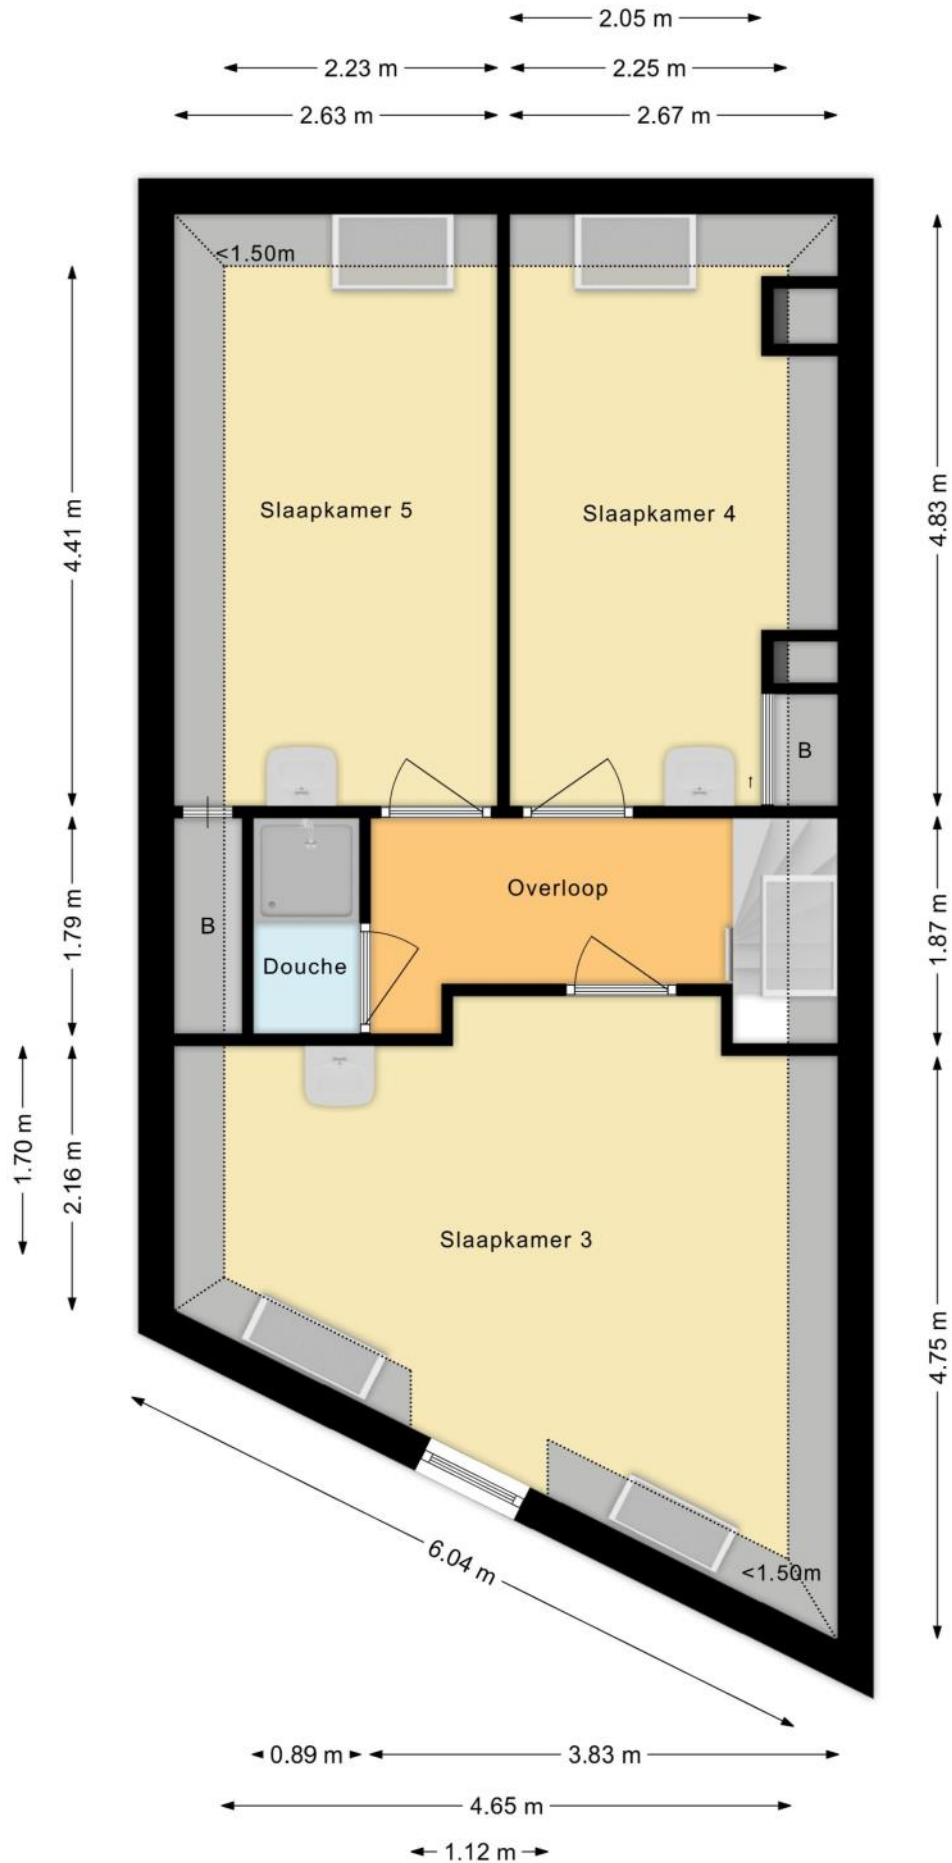 2.05 m
2.23 m
2.25 m
2.63 m
2.67 m
<1.50m
4.41 m
4.83 m
Slaapkamer 5
Slaapkamer 4
B
Overloop
B
Douche
1.79 m
1.87 m
1.70 m
2.16 m
Slaapkamer 3
4.75 m
6.04 m
<1.50m
0.89 m
3.83 m
4.65 m
1.12 m